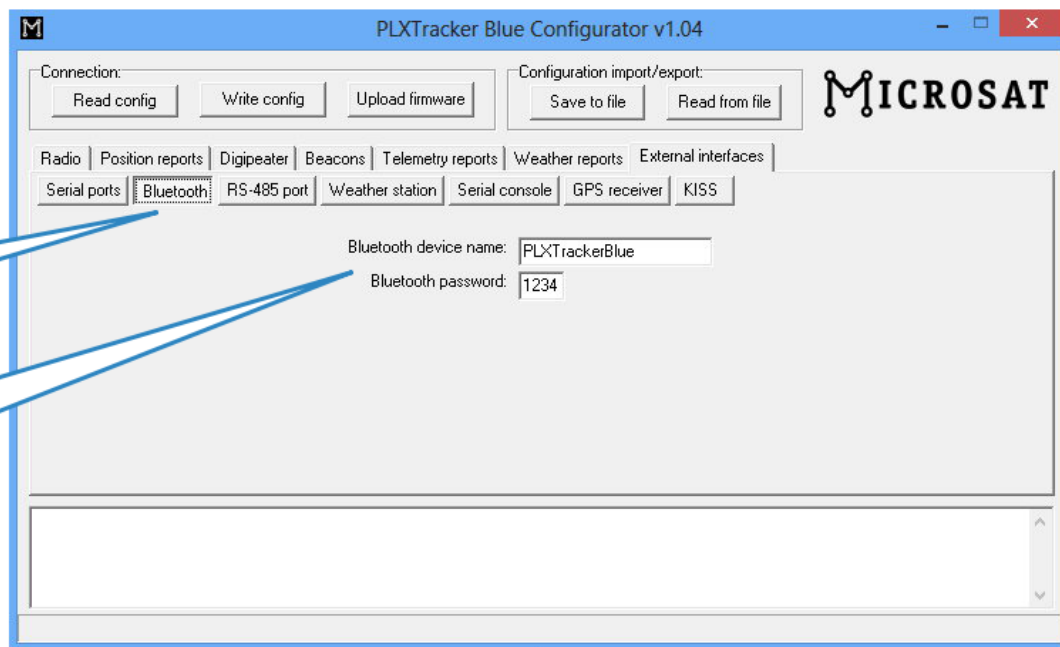 PLXTracker Blue Configurator v1.04
Connection:
Read config Write config Upload firmware
Configuration import/export:
Save to file Read from file
MICROSAT
Radio Position reports Digipeater Beacons Telemetry reports Weather reports External interfaces
Serial ports Bluetooth RS-485 port Weather station Serial console GPS receiver KISS
Bluetooth device name: PLXTrackerBlue
Bluetooth password: 1234